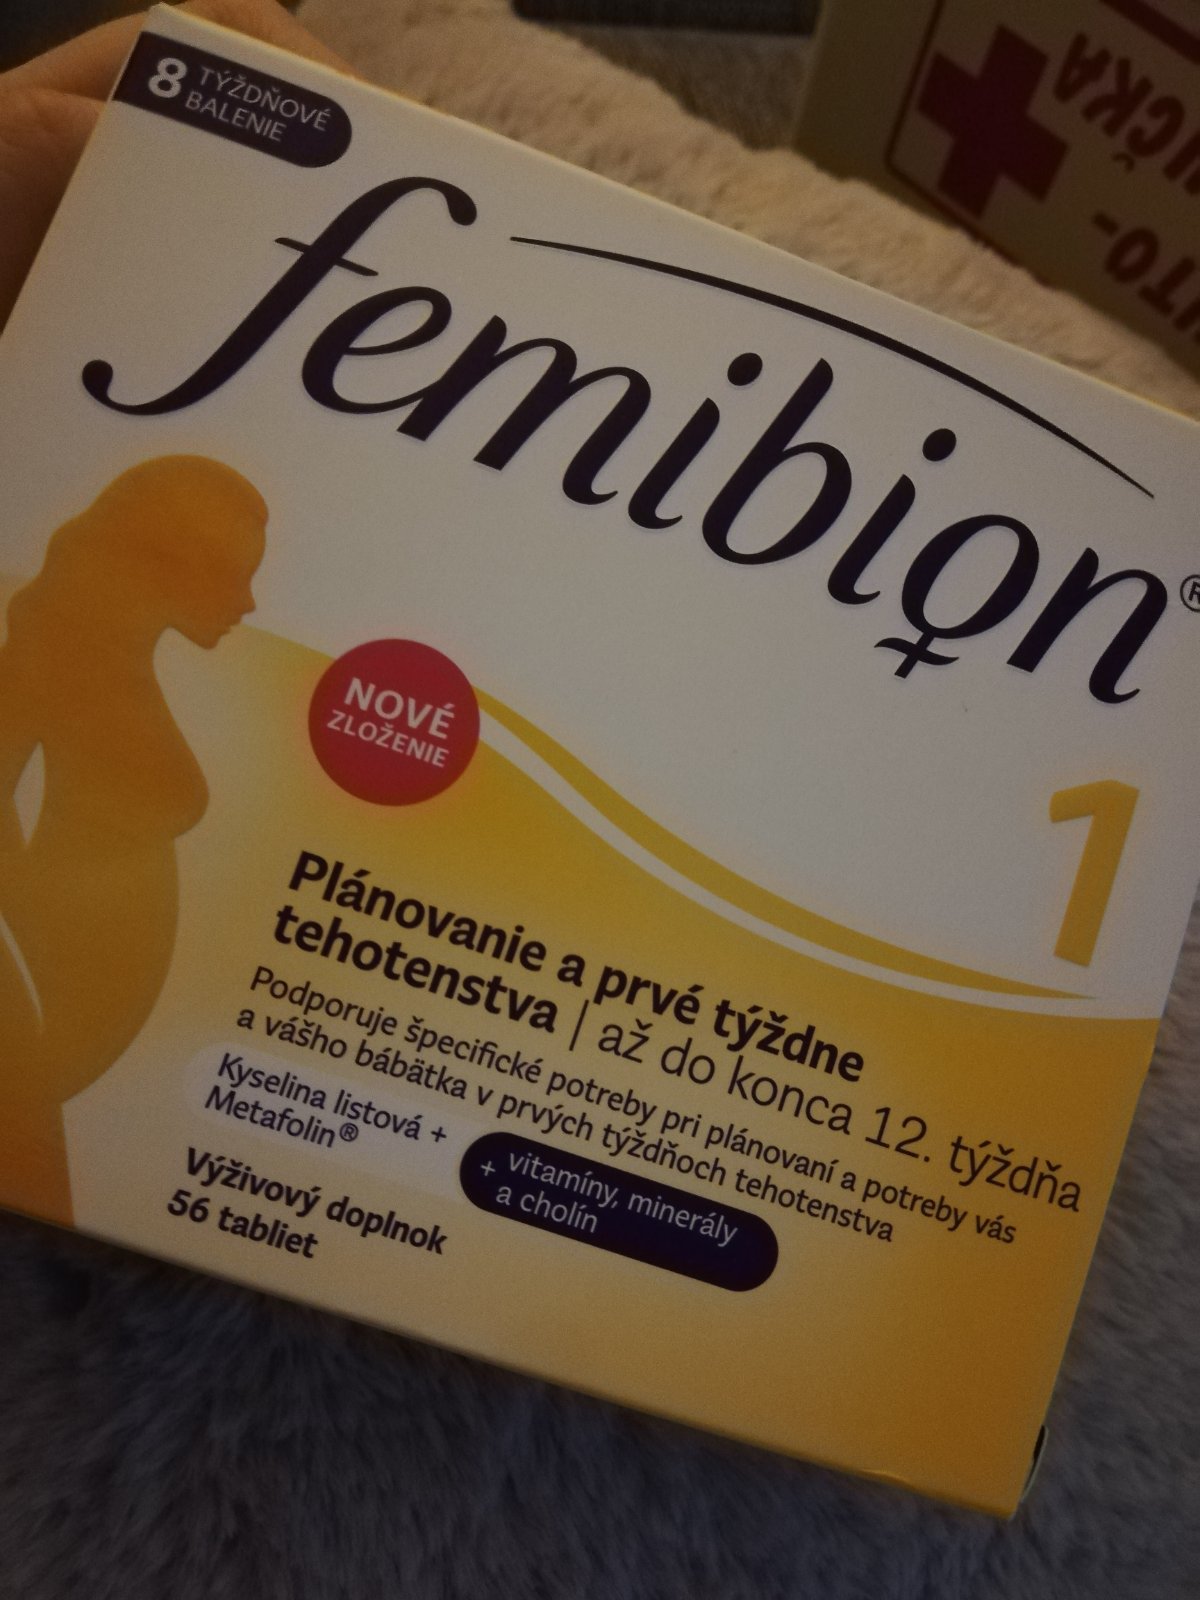 8 TÝŽDŇOVÉ
BALENIE
femibion®
1
NOVÉ
ZLOŽENIE
Plánovanie a prvé týždne
tehotenstva | až do konca 12. týždňa
Podporuje špecifické potreby pri plánovaní a potreby vás
a vášho bábätka v prvých týždňoch tehotenstva
Kyselina listová +
Metafolin®
+ vitamíny, minerály
a cholín
Výživový doplnok
56 tabliet